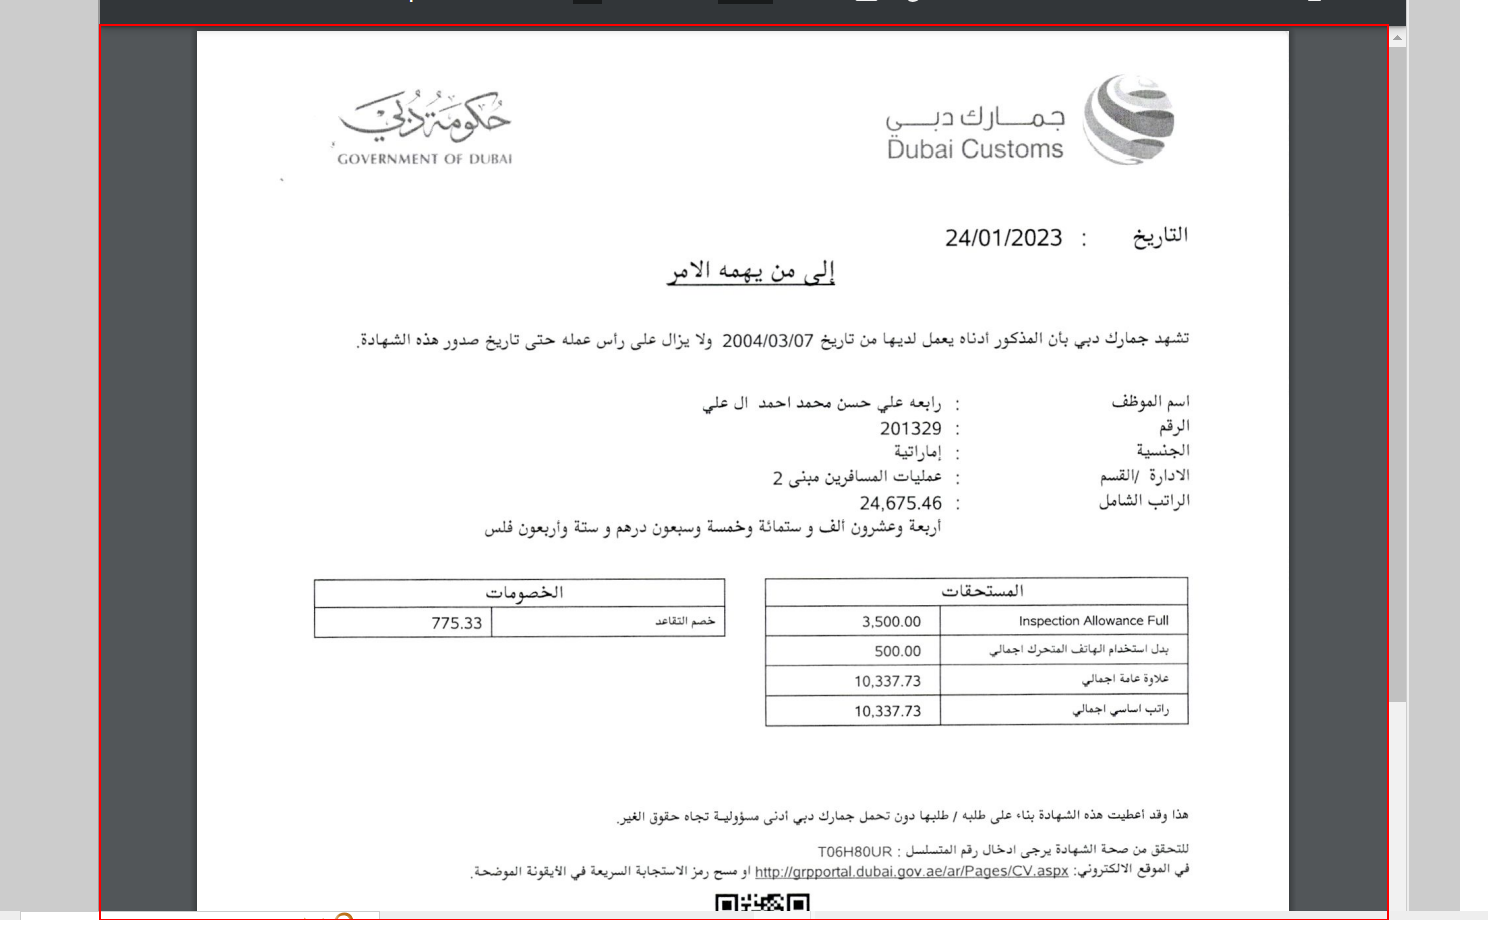 حكومة دبي
GOVERNMENT OF DUBAI
جمارك دبي
Dubai Customs
التاريخ : 24/01/2023
إلى من يهمه الامر
تشهد جمارك دبي بأن المذكور أدناه يعمل لديها من تاريخ 2004/03/07 ولا يزال على رأس عمله حتى تاريخ صدور هذه الشهادة.
اسم الموظف : رابعه علي حسن محمد احمد ال علي
الرقم : 201329
الجنسية : إماراتية
الادارة /القسم : عمليات المسافرين مبنى 2
الراتب الشامل : 24,675.46
أربعة وعشرون ألف و ستمائة وخمسة وسبعون درهم و ستة وأربعون فلس
المستحقات
Inspection Allowance Full 3,500.00
بدل استخدام الهاتف المتحرك اجمالي 500.00
علاوة عامة اجمالي 10,337.73
راتب اساسي اجمالي 10,337.73
الخصومات
خصم التقاعد 775.33
هذا وقد أعطيت هذه الشهادة بناء على طلبه / طلبها دون تحمل جمارك دبي أدنى مسؤولية تجاه حقوق الغير.
للتحقق من صحة الشهادة يرجى ادخال رقم المتسلسل : T06H80UR
في الموقع الالكتروني: http://grpportal.dubai.gov.ae/ar/Pages/CV.aspx او مسح رمز الاستجابة السريعة في الأيقونة الموضحة.